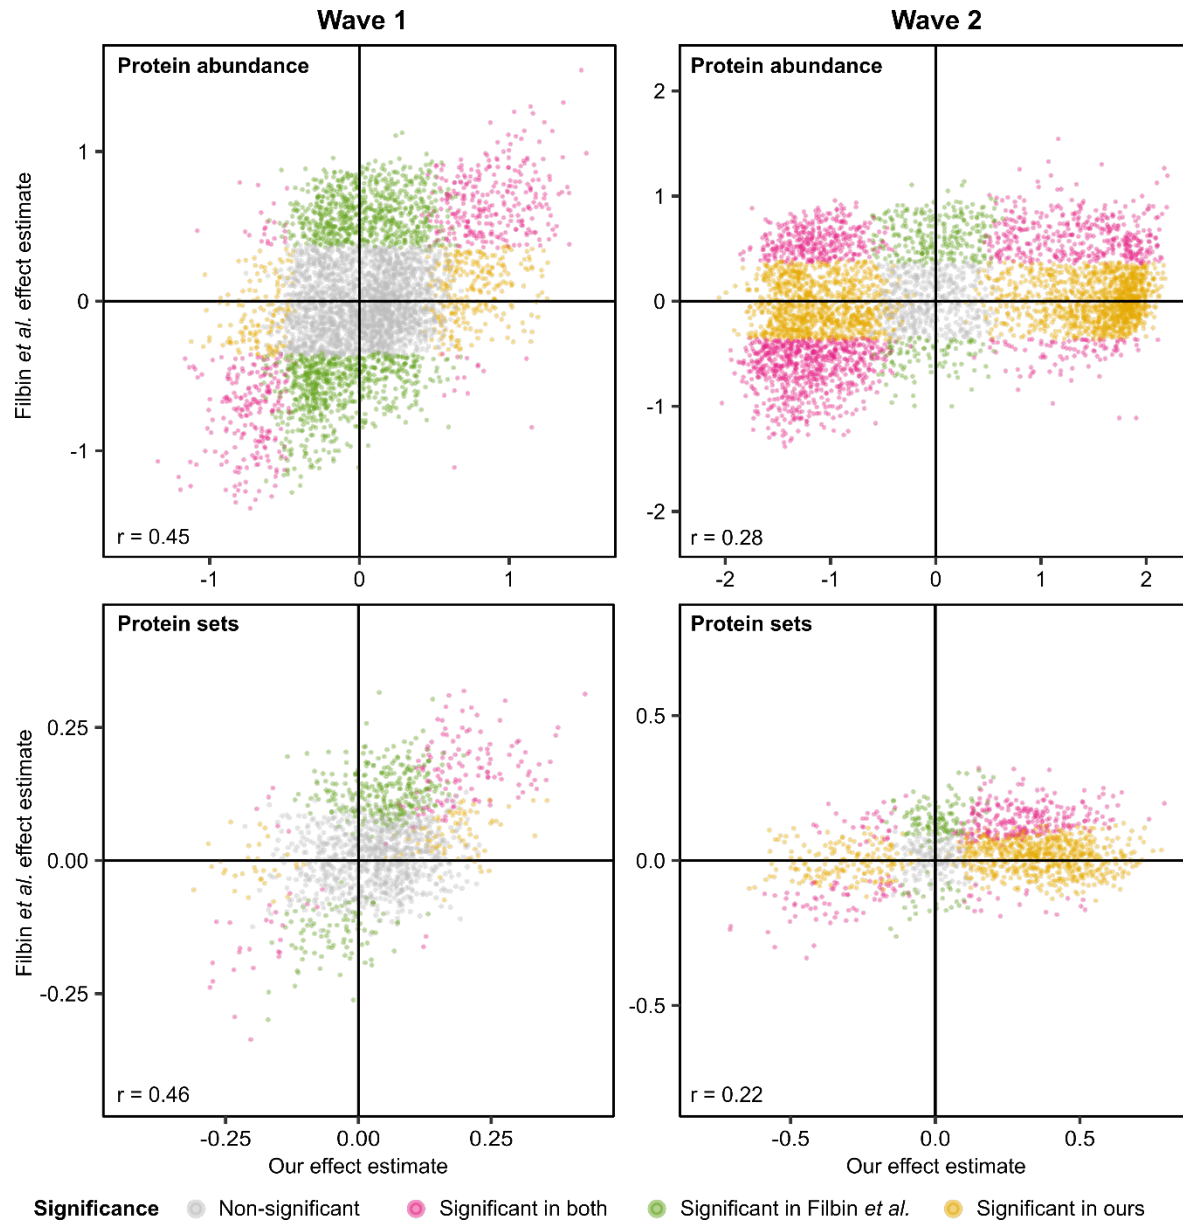 Wave 1
Wave 2
Protein abundance
Protein abundance
Filbin et al. effect estimate
1
0
-1
r = 0.45
-1 0 1
2
1
0
-1
-2
r = 0.28
-2 -1 0 1 2
Protein sets
Protein sets
Filbin et al. effect estimate
0.25
0.00
-0.25
r = 0.46
-0.25 0.00 0.25
Our effect estimate
0.5
0.0
-0.5
r = 0.22
-0.5 0.0 0.5
Our effect estimate
Significance Non-significant Significant in both Significant in Filbin et al. Significant in ours